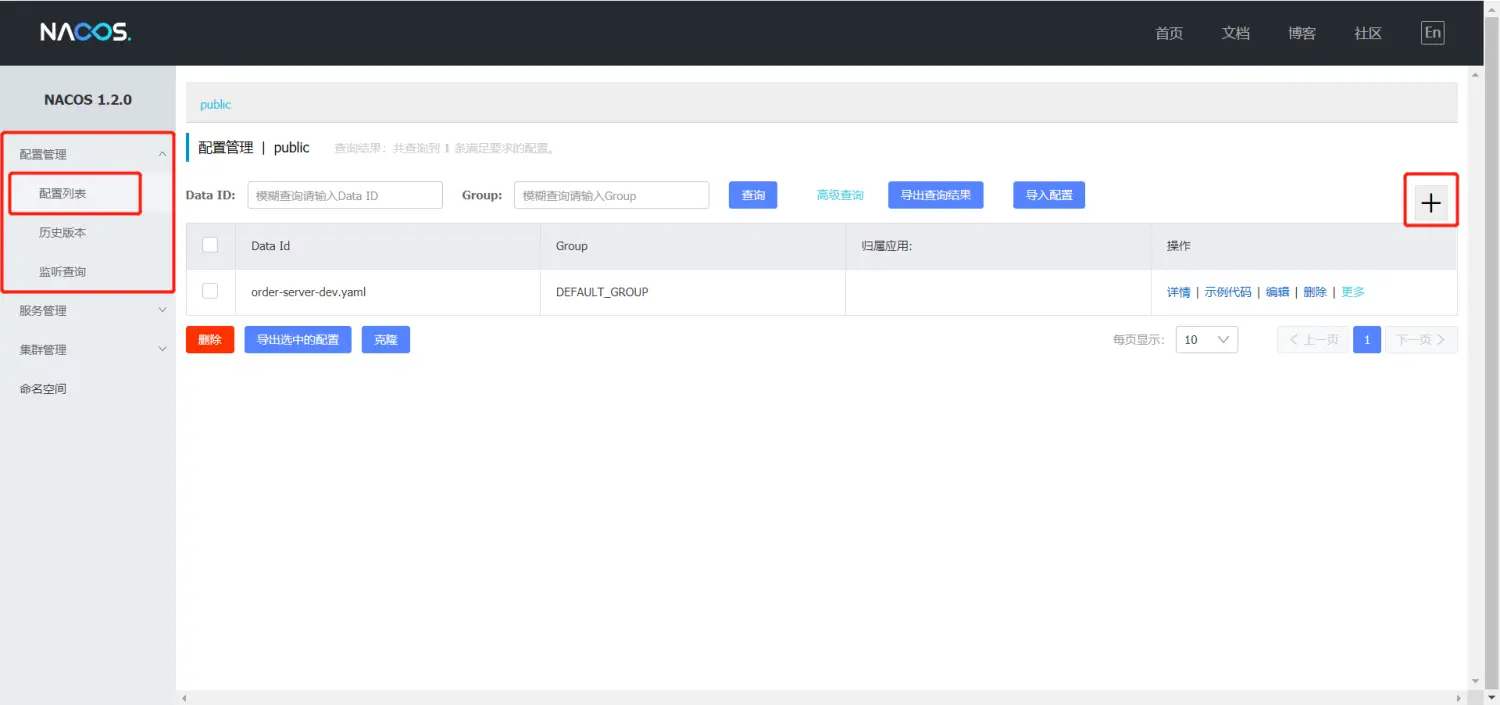 NACOS.
首页 文档 博客 社区 En
NACOS 1.2.0
配置管理
配置列表
历史版本
监听查询
服务管理
集群管理
命名空间
public
配置管理 | public 查询结果：共查询到 1 条满足要求的配置。
Data ID: 模糊查询请输入Data ID Group: 模糊查询请输入Group 查询 高级查询 导出查询结果 导入配置 +
Data Id Group 归属应用: 操作
order-server-dev.yaml DEFAULT_GROUP 详情 | 示例代码 | 编辑 | 删除 | 更多
删除 导出选中的配置 克隆 每页显示: 10 上一页 1 下一页